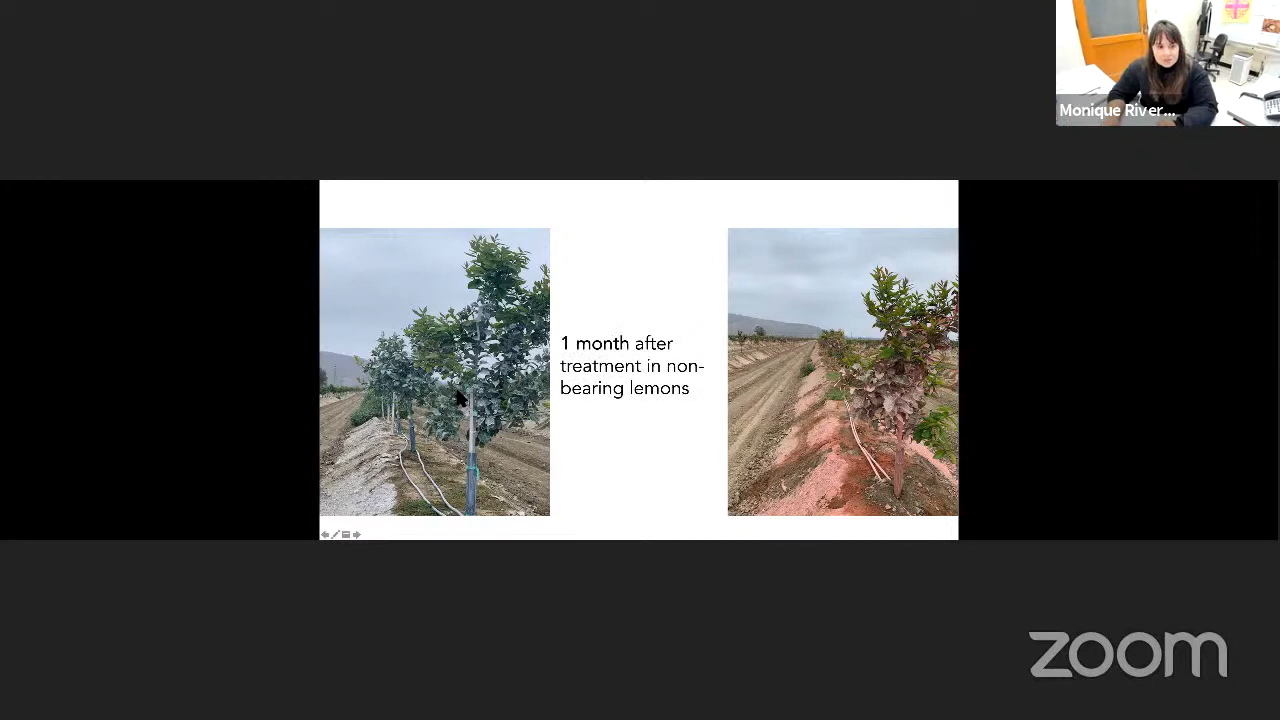 Monique River...
1 month after
treatment in non-
bearing lemons
zoom